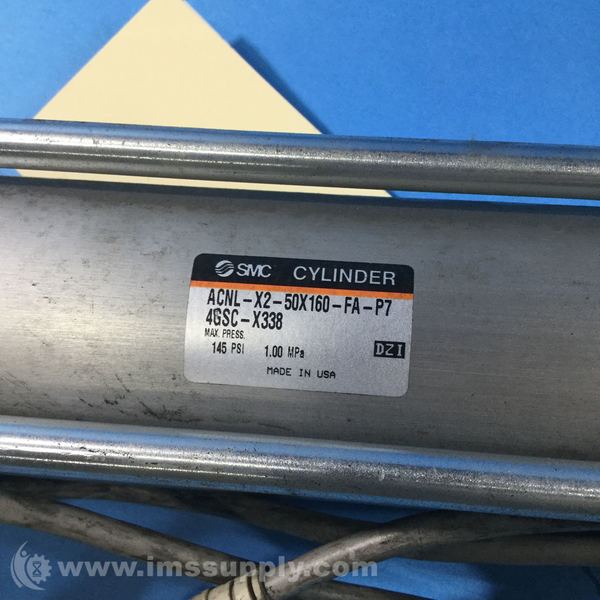 SMC CYLINDER
ACNL-X2-50X160-FA-P7
4GSC-X338
MAX. PRESS.
145 PSI 1.00 MPa DZI
MADE IN USA
www.imssupply.com